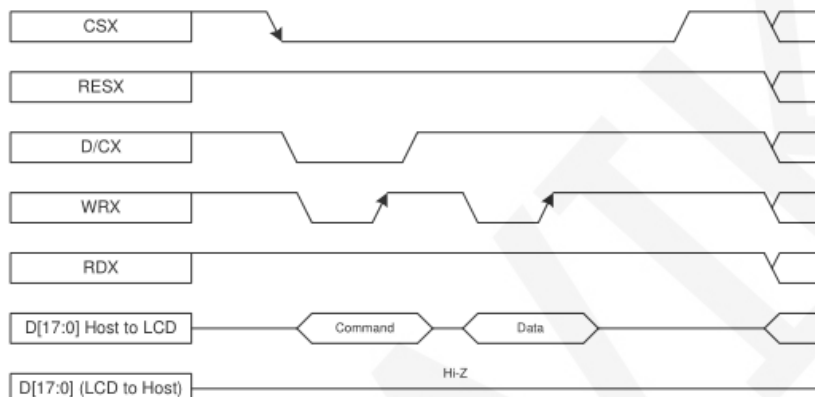 CSX
RESX
D/CX
WRX
RDX
D[17:0] Host to LCD
Command
Data
D[17:0] (LCD to Host)
Hi-Z